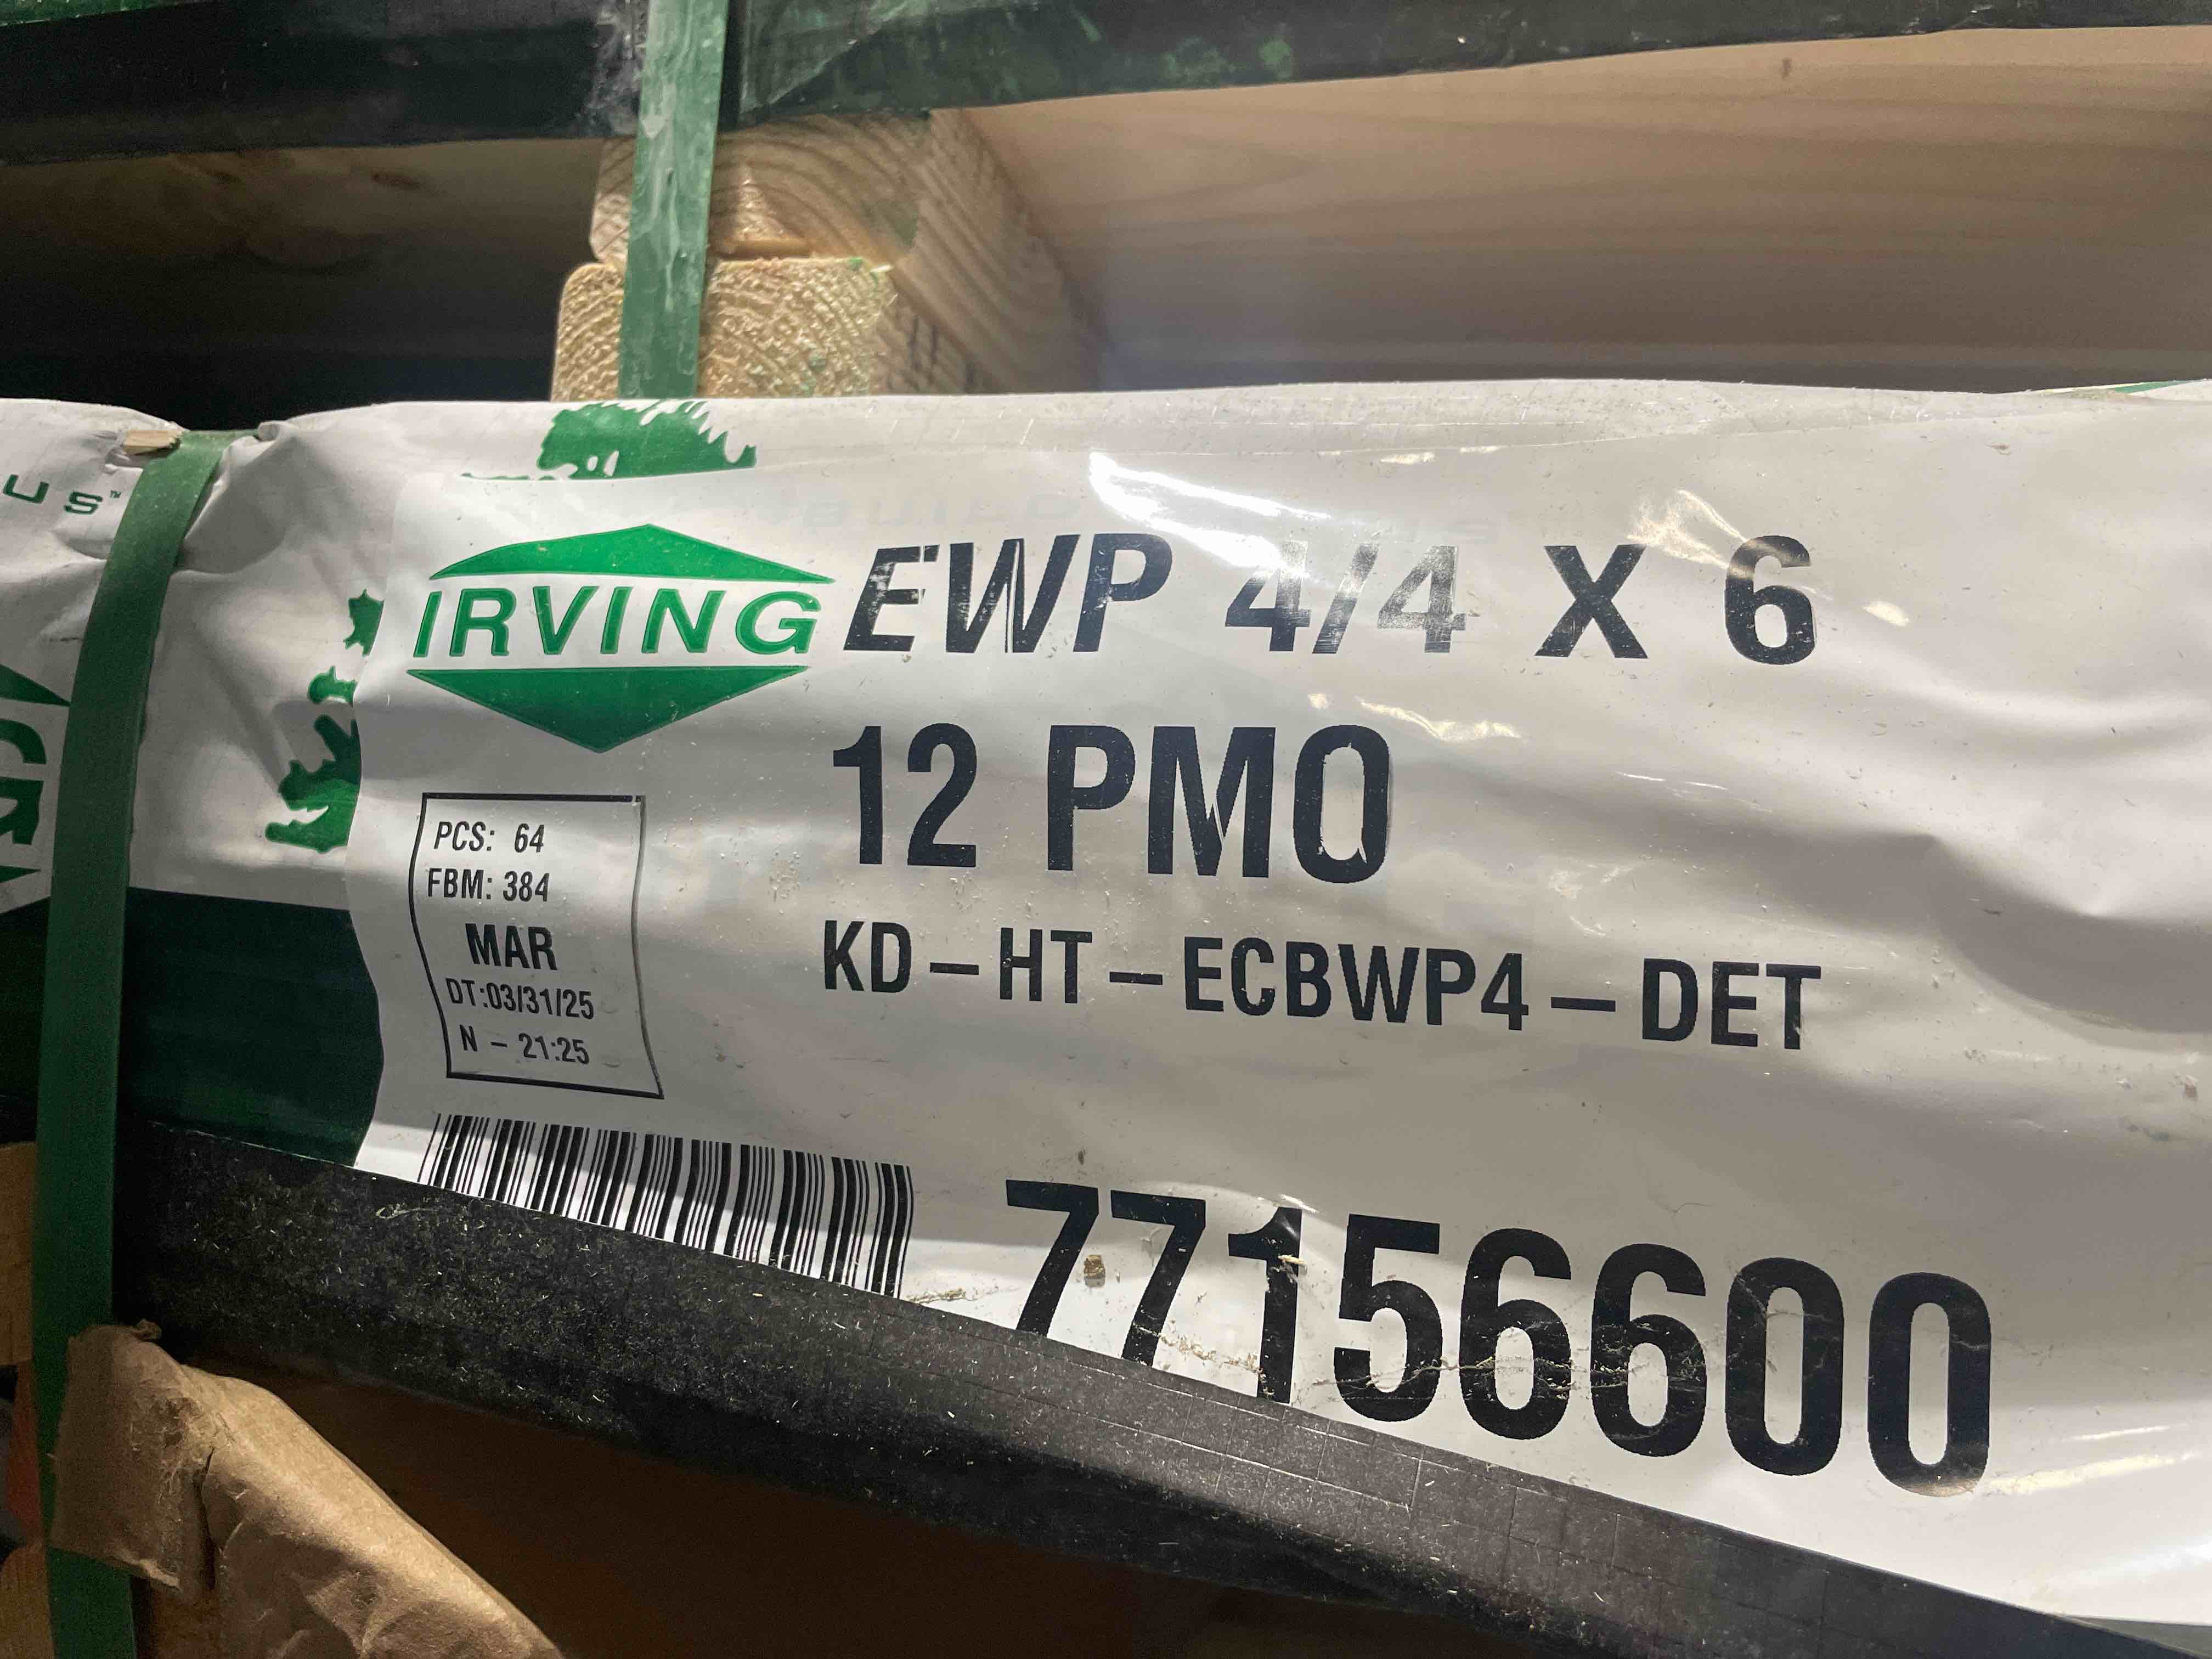 US™
IRVING
EWP 4/4 X 6
12 PMO
PCS: 64
FBM: 384
MAR
DT:03/31/25
N - 21:25
KD-HT-ECBWP4-DET
77156600